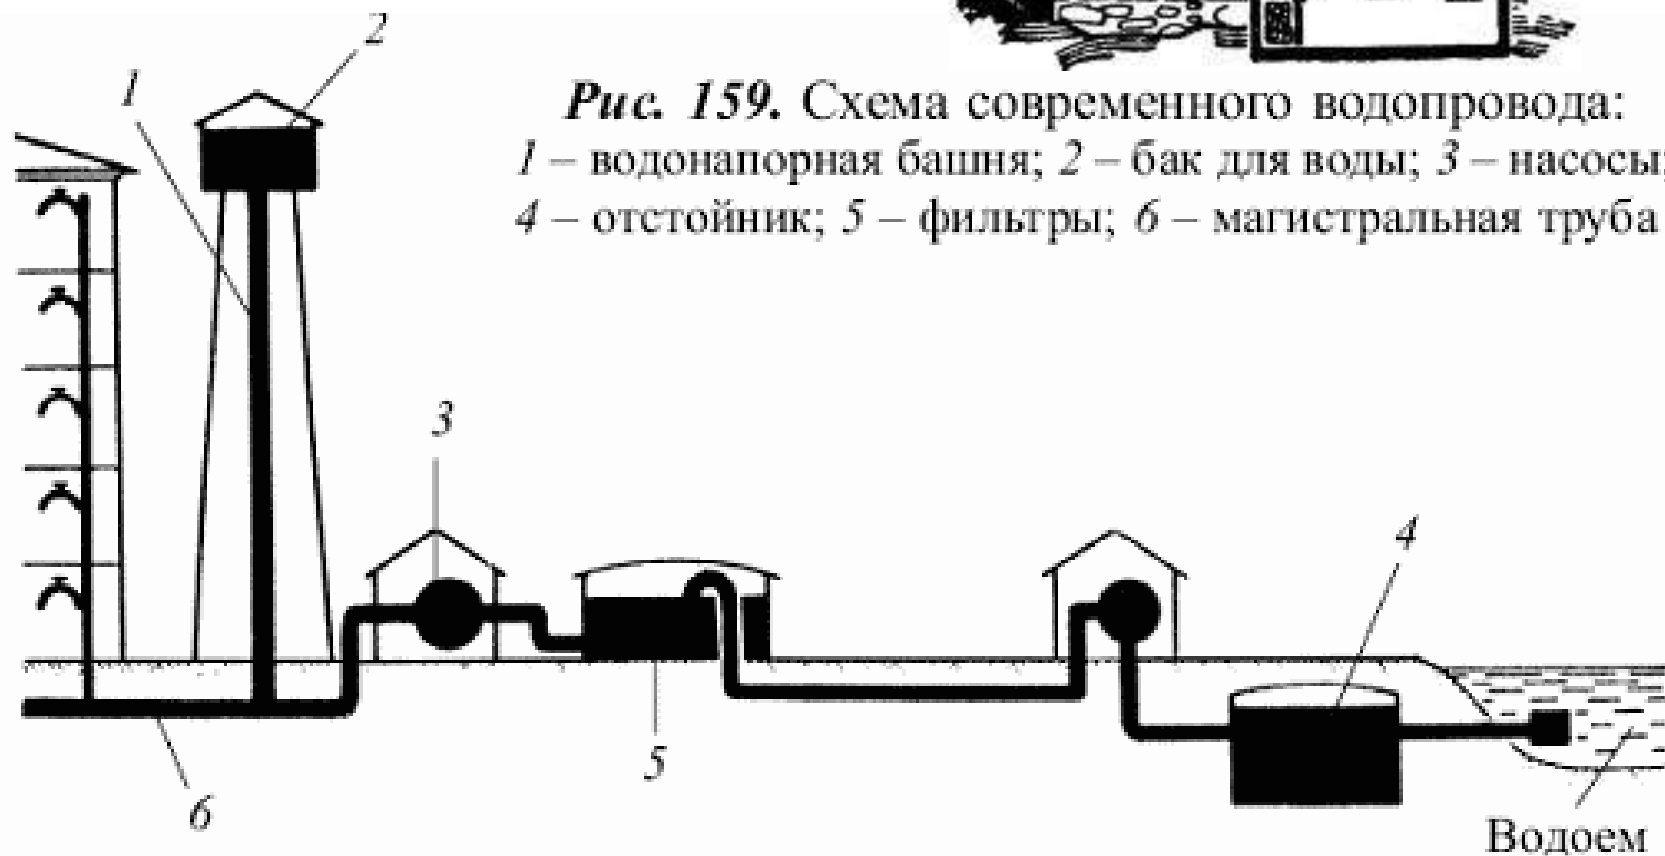 2
1
Рис. 159. Схема современного водопровода:
1 – водонапорная башня; 2 – бак для воды; 3 – насосы;
4 – отстойник; 5 – фильтры; 6 – магистральная труба
3
4
5
6
Водоем